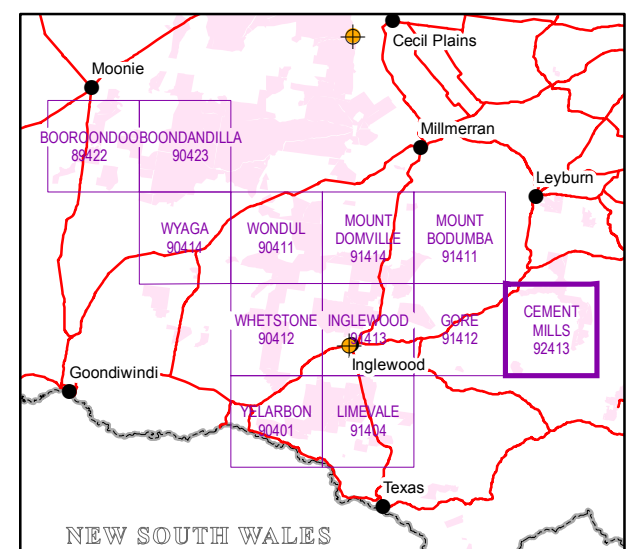 Cecil Plains
Moonie
Millmerran
BOOROONDOO
89422
BOONDANDILLA
90423
Leyburn
WYAGA
90414
WONDUL
90411
MOUNT
DOMVILLE
91414
MOUNT
BODUMBA
91411
WHETSTONE
90412
INGLEWOOD
91413
GORE
91412
CEMENT
MILLS
92413
Inglewood
Goondiwindi
YELARBON
90401
LIMEVALE
91404
Texas
NEW SOUTH WALES